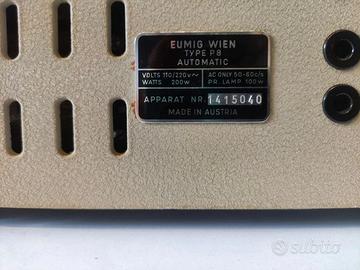 EUMIG WIEN
TYPE P8
AUTOMATIC
VOLTS 110/220v~ AC ONLY 50-60c/s
WATTS 200w PR. LAMP 100w
APPARAT NR. 1415040
MADE IN AUSTRIA
subito